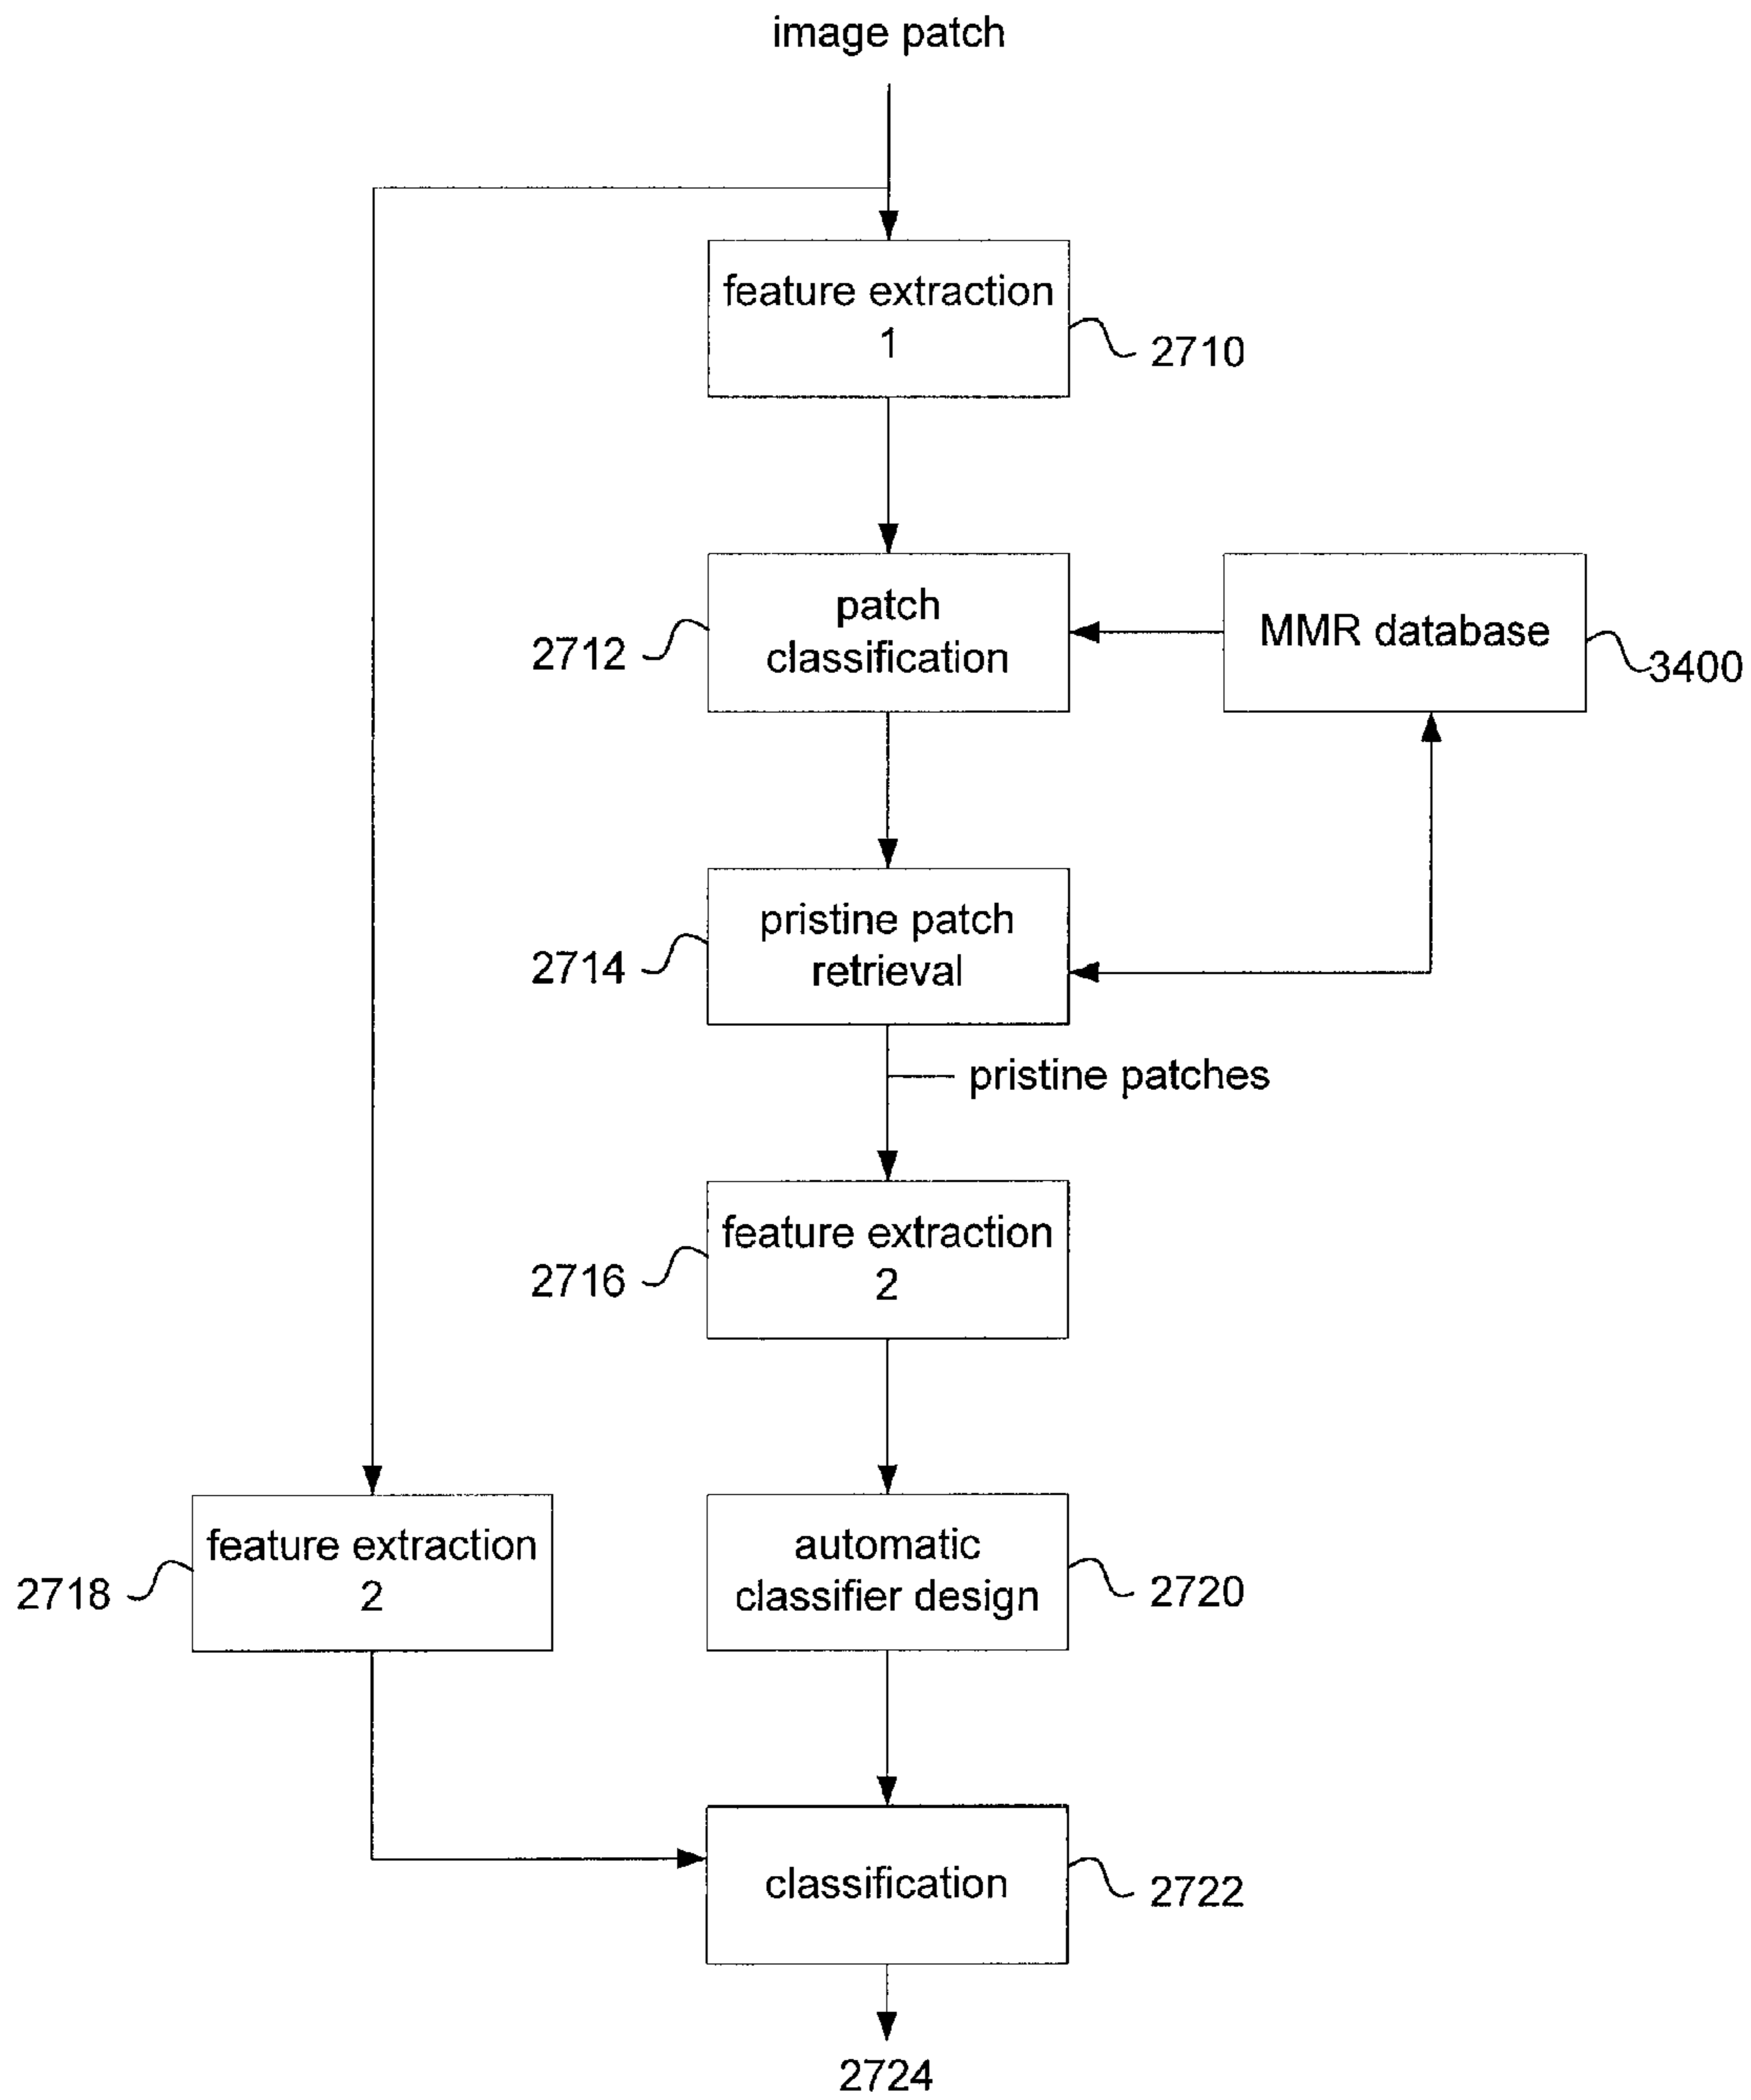 image patch
feature extraction
1
2710
patch
classification
2712
MMR database
3400
pristine patch
retrieval
2714
pristine patches
feature extraction
2
2716
feature extraction
2
2718
automatic
classifier design
2720
classification
2722
2724